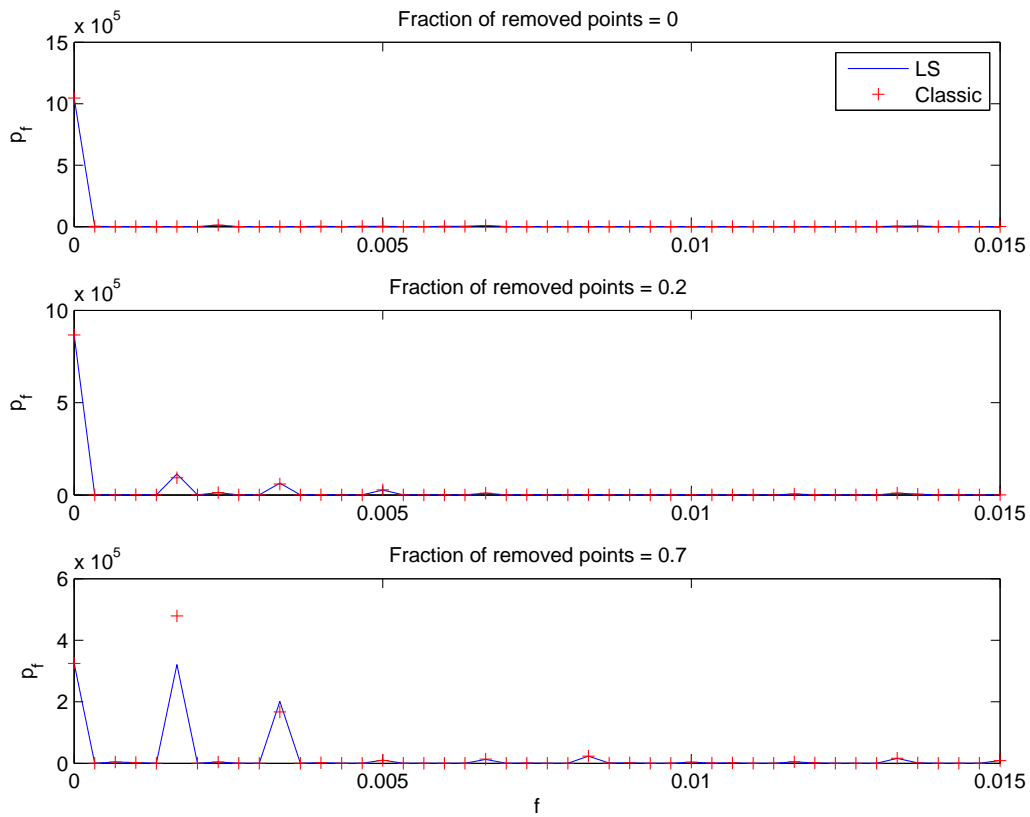 x 10^5
Fraction of removed points = 0
15
10
5
0
p_f
LS
Classic
0 0.005 0.01 0.015
x 10^5
Fraction of removed points = 0.2
10
5
0
p_f
0 0.005 0.01 0.015
x 10^5
Fraction of removed points = 0.7
6
4
2
0
p_f
0 0.005 0.01 0.015
f